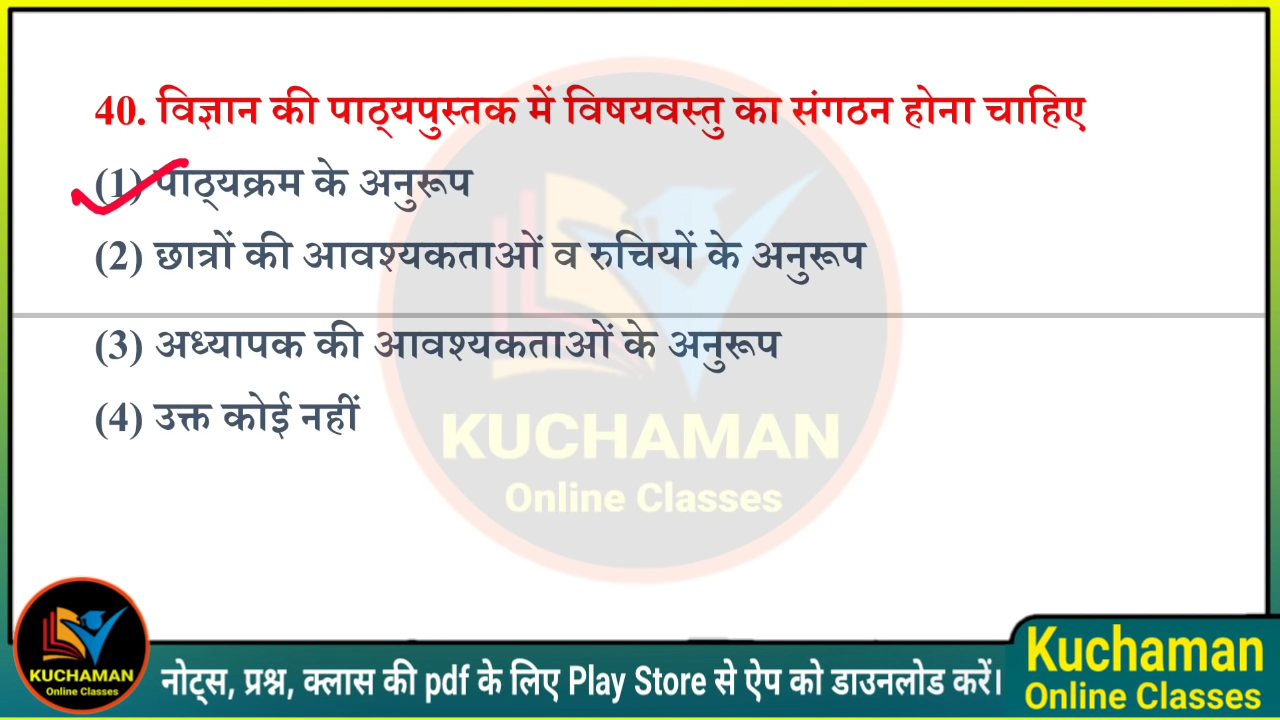 40. विज्ञान की पाठ्यपुस्तक में विषयवस्तु का संगठन होना चाहिए
(1) पाठ्यक्रम के अनुरूप
(2) छात्रों की आवश्यकताओं व रुचियों के अनुरूप
(3) अध्यापक की आवश्यकताओं के अनुरूप
(4) उक्त कोई नहीं
KUCHAMAN
Online Classes
KUCHAMAN
Online Classes
नोट्स, प्रश्न, क्लास की pdf के लिए Play Store से ऐप को डाउनलोड करें।
Kuchaman
Online Classes